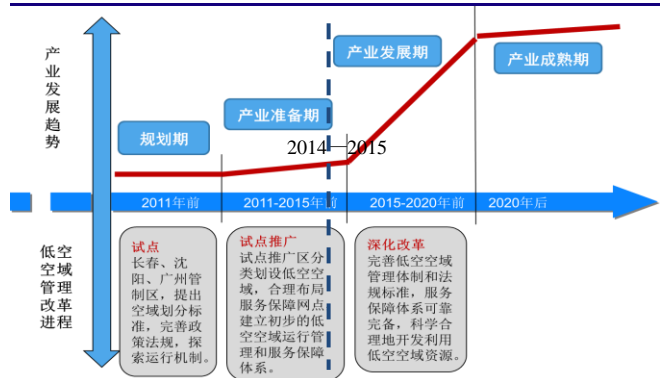 产业发展趋势
规划期
产业准备期
产业发展期
产业成熟期
2014—2015
2011年前
2011-2015年前
2015-2020年前
2020年后
低空空域管理改革进程
试点
长春、沈
阳、广州管
制区，提出
空域划分标
准，完善政
策法规，探
索运行机制。
试点推广
试点推广区分
类划设低空空
域，合理布局
服务保障网点
建立初步的低
空空域运行管
理和服务保障
体系。
深化改革
完善低空空域
管理体制和法
规标准，服务
保障体系可靠
完备，科学合理
地开发利用
低空空域资源。